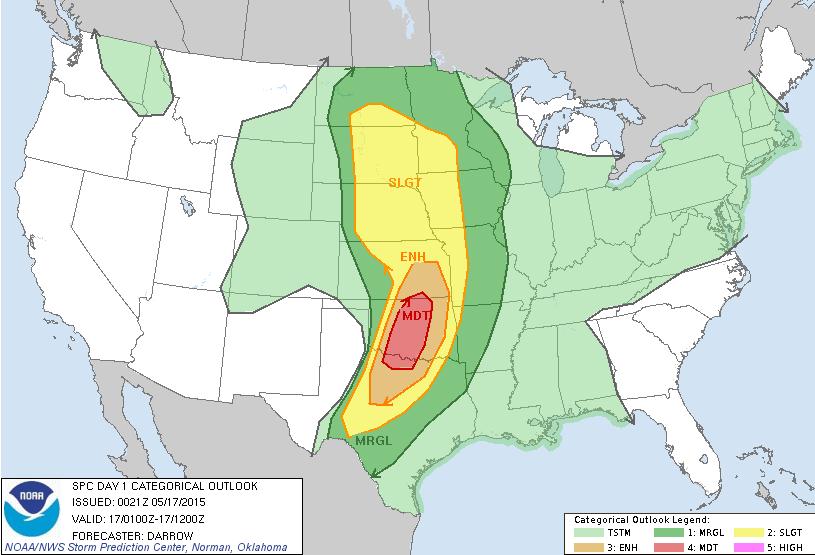 SLGT
ENH
MDT
MRGL
NOAA
SPC DAY 1 CATEGORICAL OUTLOOK
ISSUED: 0021Z 05/17/2015
VALID: 17/0100Z-17/1200Z
FORECASTER: DARROW
NOAA/NWS Storm Prediction Center, Norman, Oklahoma
Categorical Outlook Legend:
TSTM 1: MRGL 2: SLGT
3: ENH 4: MDT 5: HIGH